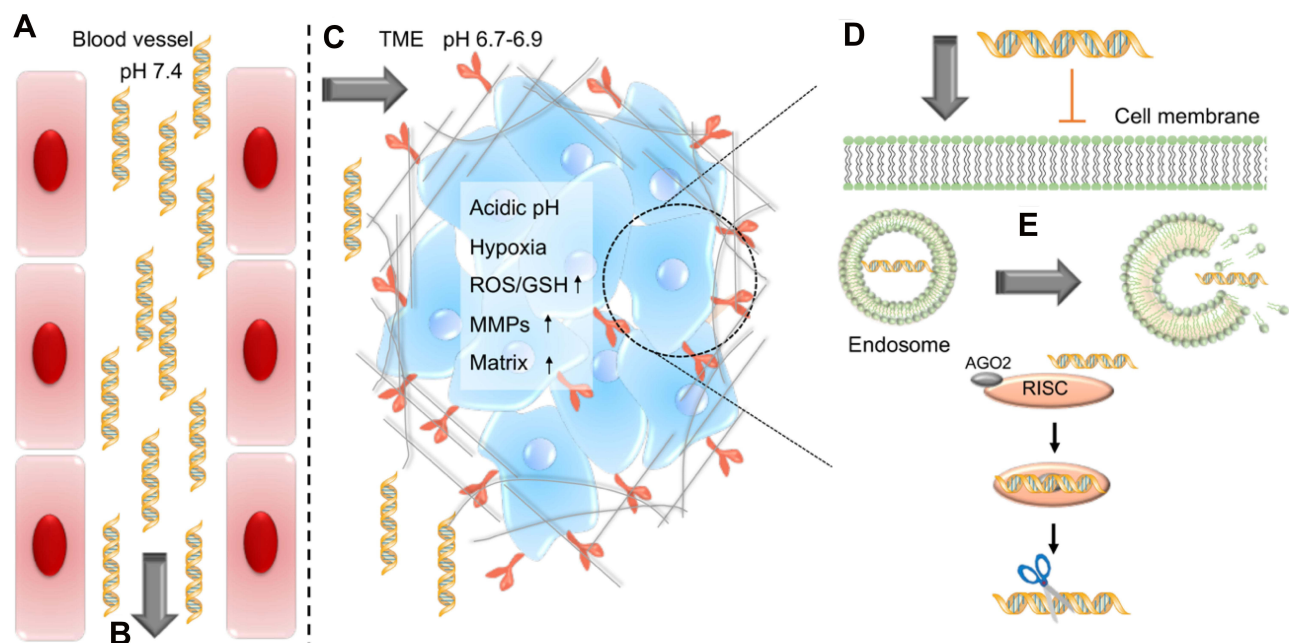 A
Blood vessel
pH 7.4
B
C
TME pH 6.7-6.9
Acidic pH
Hypoxia
ROS/GSH ↑
MMPs ↑
Matrix ↑
D
Cell membrane
E
Endosome
AGO2
RISC